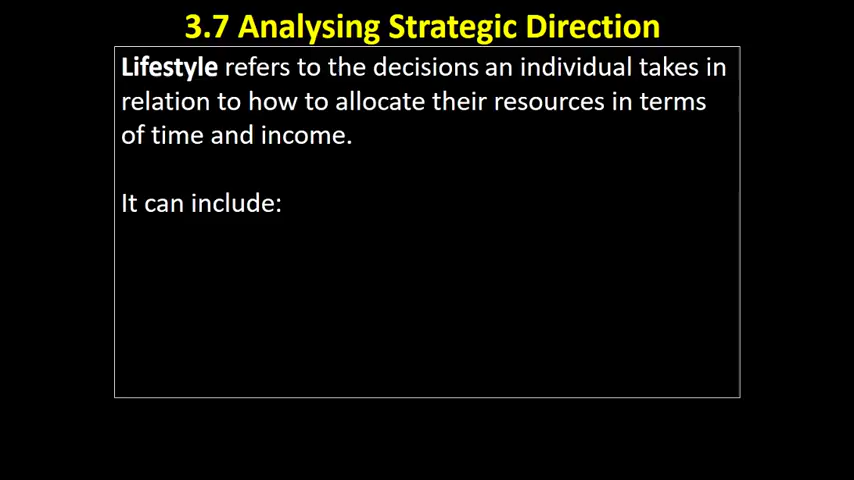 3.7 Analysing Strategic Direction
Lifestyle refers to the decisions an individual takes in
relation to how to allocate their resources in terms
of time and income.
It can include: